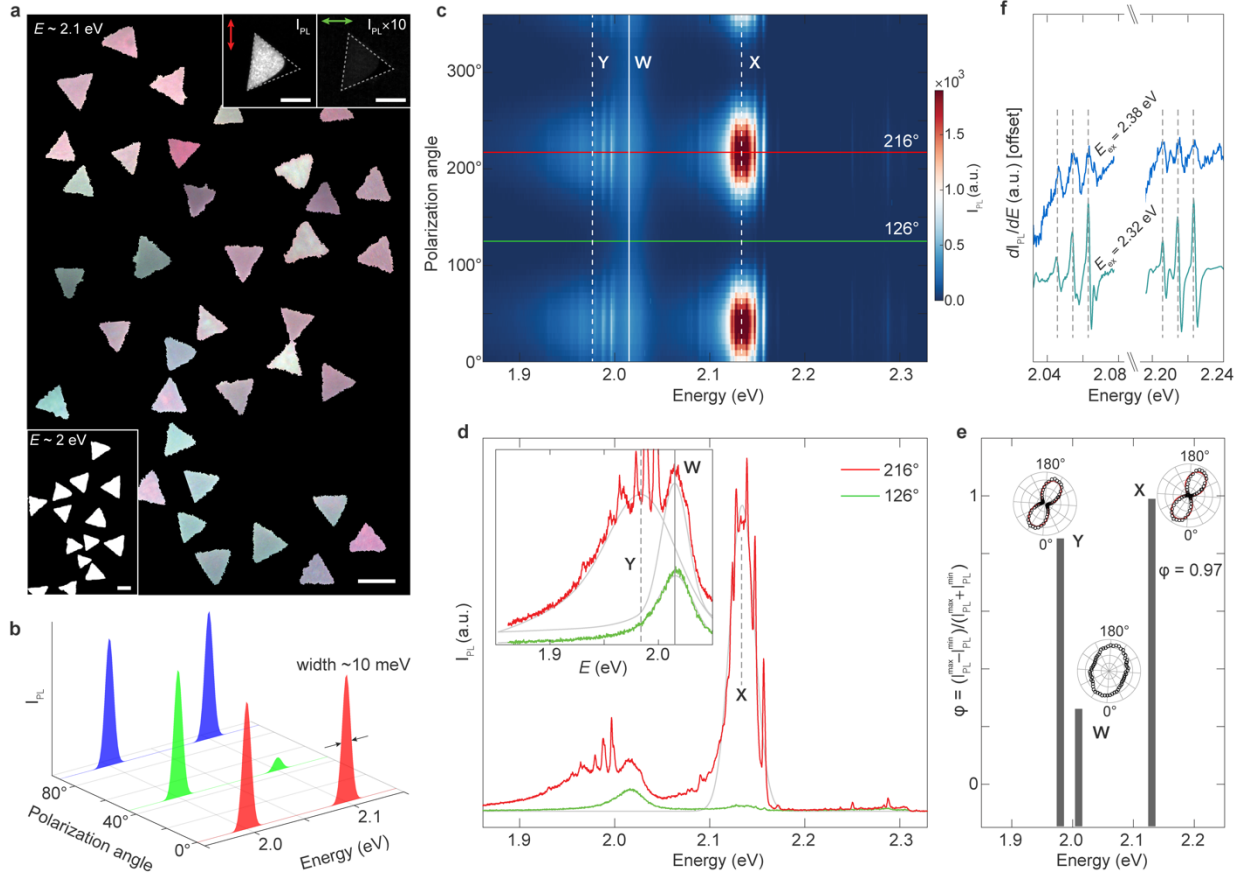 a
E ~ 2.1 eV
I_PL
I_PL×10
E ~ 2 eV
b
I_PL
width ~10 meV
80°
40°
0°
Polarization angle
2.0
2.1
Energy (eV)
c
Polarization angle
300°
200°
100°
0°
Y
W
X
216°
126°
1.9
2.0
2.1
2.2
2.3
Energy (eV)
×10³
1.5
1.0
0.5
0.0
I_PL (a.u.)
d
I_PL (a.u.)
W
Y
1.9
2.0
E (eV)
216°
126°
X
1.9
2.0
2.1
2.2
2.3
Energy (eV)
f
dI_PL/dE (a.u.) [offset]
E_ex = 2.38 eV
E_ex = 2.32 eV
2.04
2.08
2.20
2.24
Energy (eV)
e
φ = (I_PL^max − I_PL^min)/(I_PL^max + I_PL^min)
1
0
180°
0°
Y
180°
0°
W
180°
X
0°
φ = 0.97
1.9
2.0
2.1
2.2
Energy (eV)